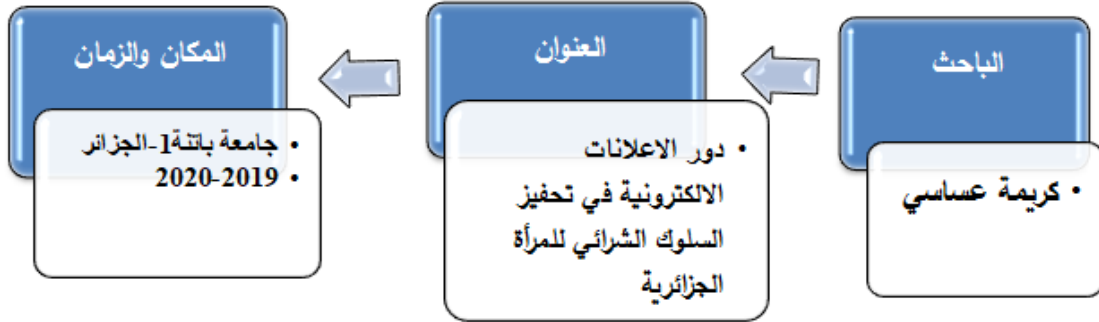 الباحث
• كريمة عساسي
العنوان
• دور الاعلانات
الالكترونية في تحفيز
السلوك الشرائي للمرأة
الجزائرية
المكان والزمان
• جامعة باتنة1-الجزائر
• 2019-2020